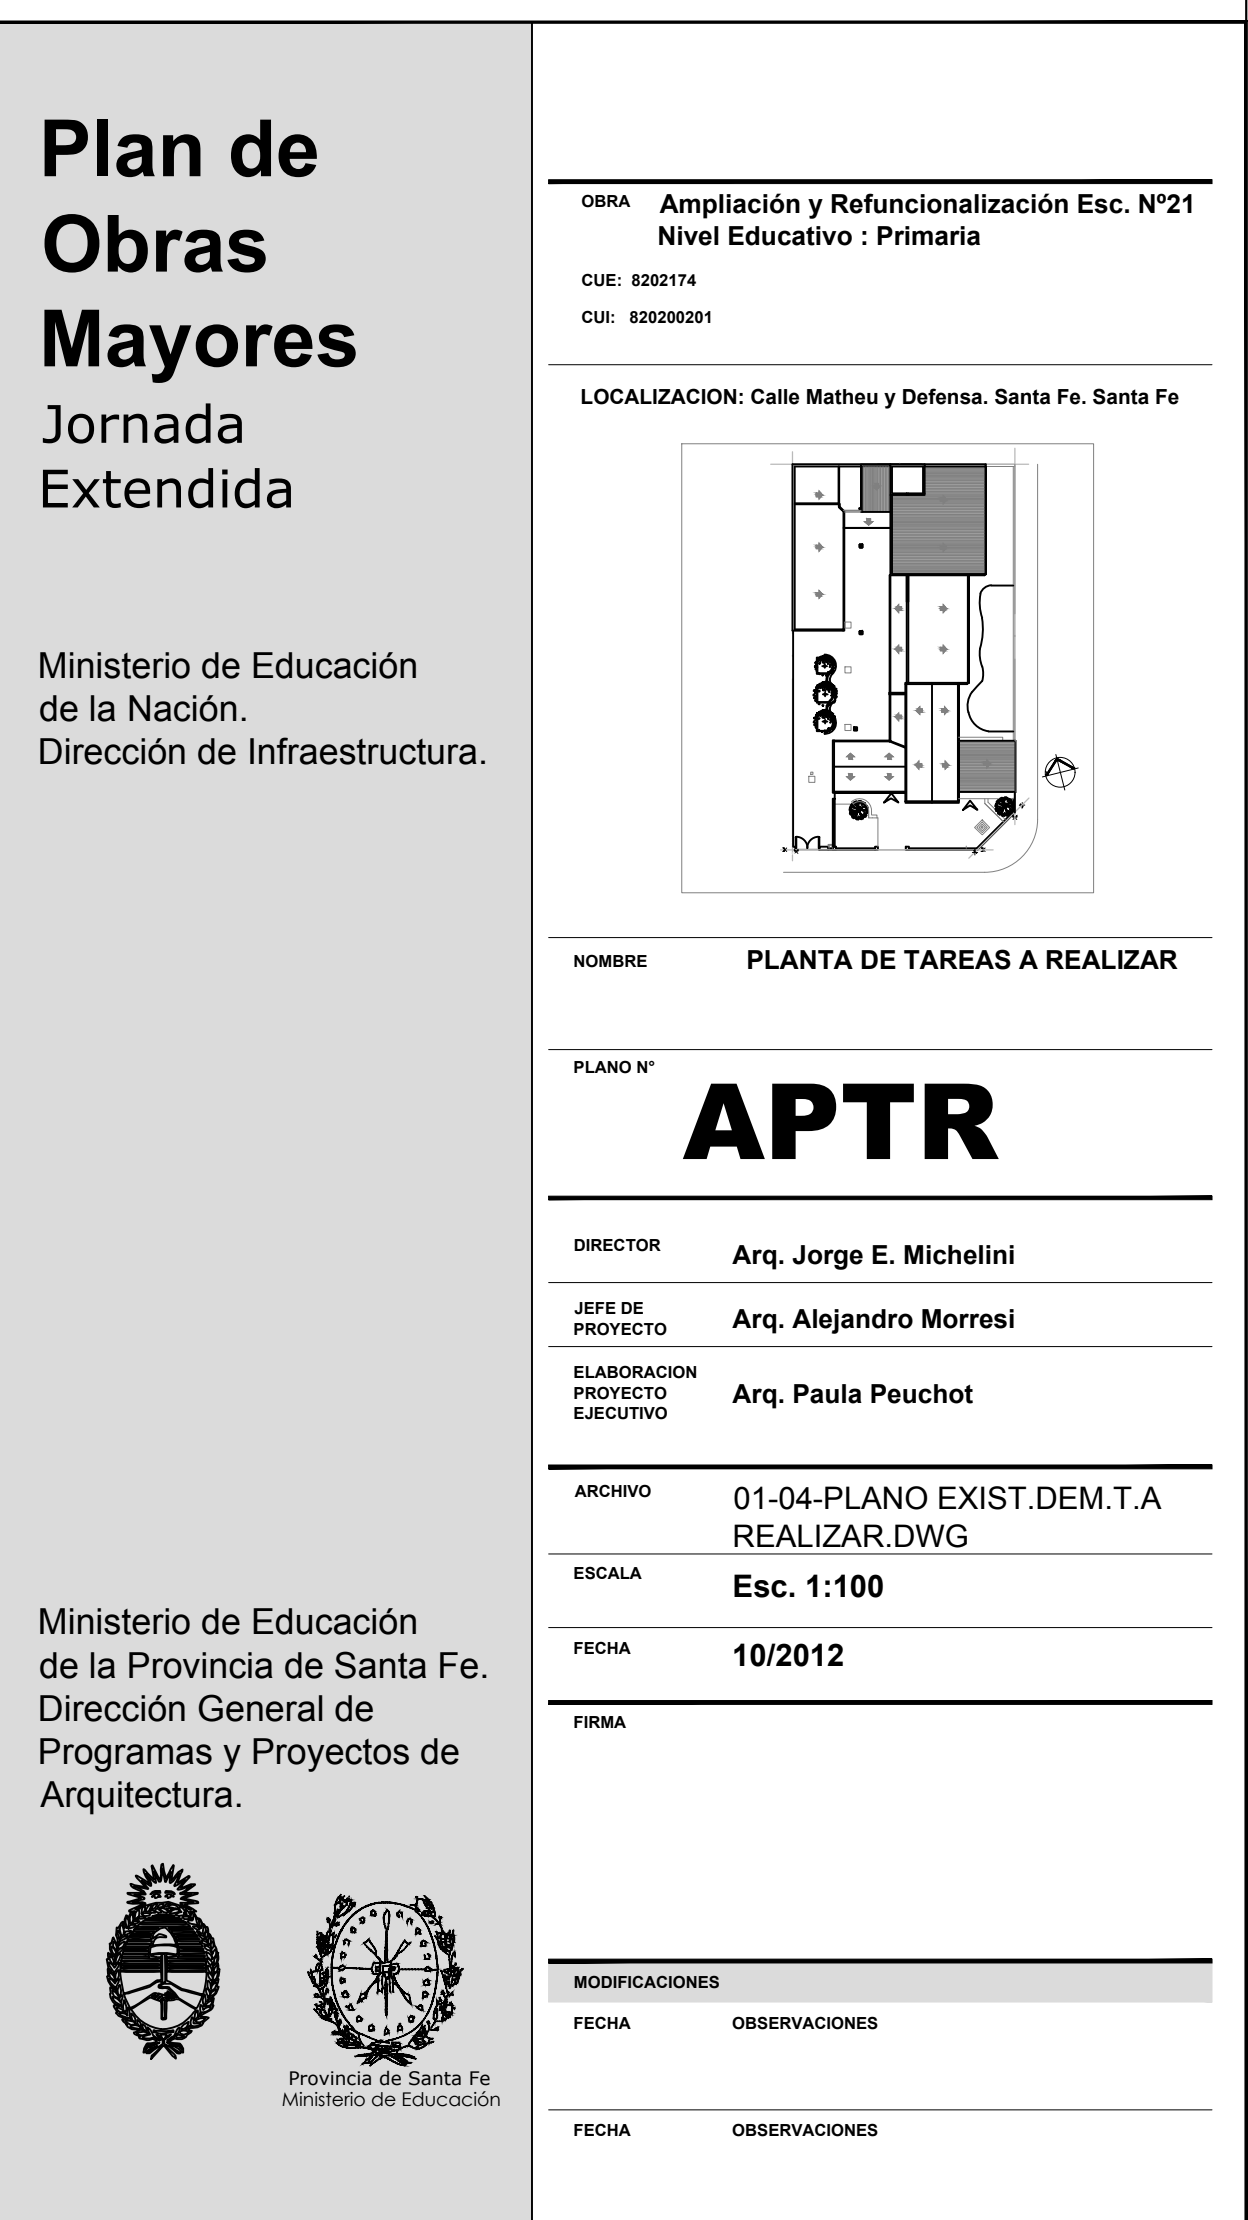 Plan de
Obras
Mayores
Jornada
Extendida
Ministerio de Educación
de la Nación.
Dirección de Infraestructura.
Ministerio de Educación
de la Provincia de Santa Fe.
Dirección General de
Programas y Proyectos de
Arquitectura.
Provincia de Santa Fe
Ministerio de Educación
OBRA Ampliación y Refuncionalización Esc. Nº21
Nivel Educativo : Primaria
CUE: 8202174
CUI: 820200201
LOCALIZACION: Calle Matheu y Defensa. Santa Fe. Santa Fe
NOMBRE PLANTA DE TAREAS A REALIZAR
PLANO N°
APTR
DIRECTOR Arq. Jorge E. Michelini
JEFE DE
PROYECTO Arq. Alejandro Morresi
ELABORACION
PROYECTO
EJECUTIVO Arq. Paula Peuchot
ARCHIVO 01-04-PLANO EXIST.DEM.T.A
REALIZAR.DWG
ESCALA Esc. 1:100
FECHA 10/2012
FIRMA
MODIFICACIONES
FECHA OBSERVACIONES
FECHA OBSERVACIONES